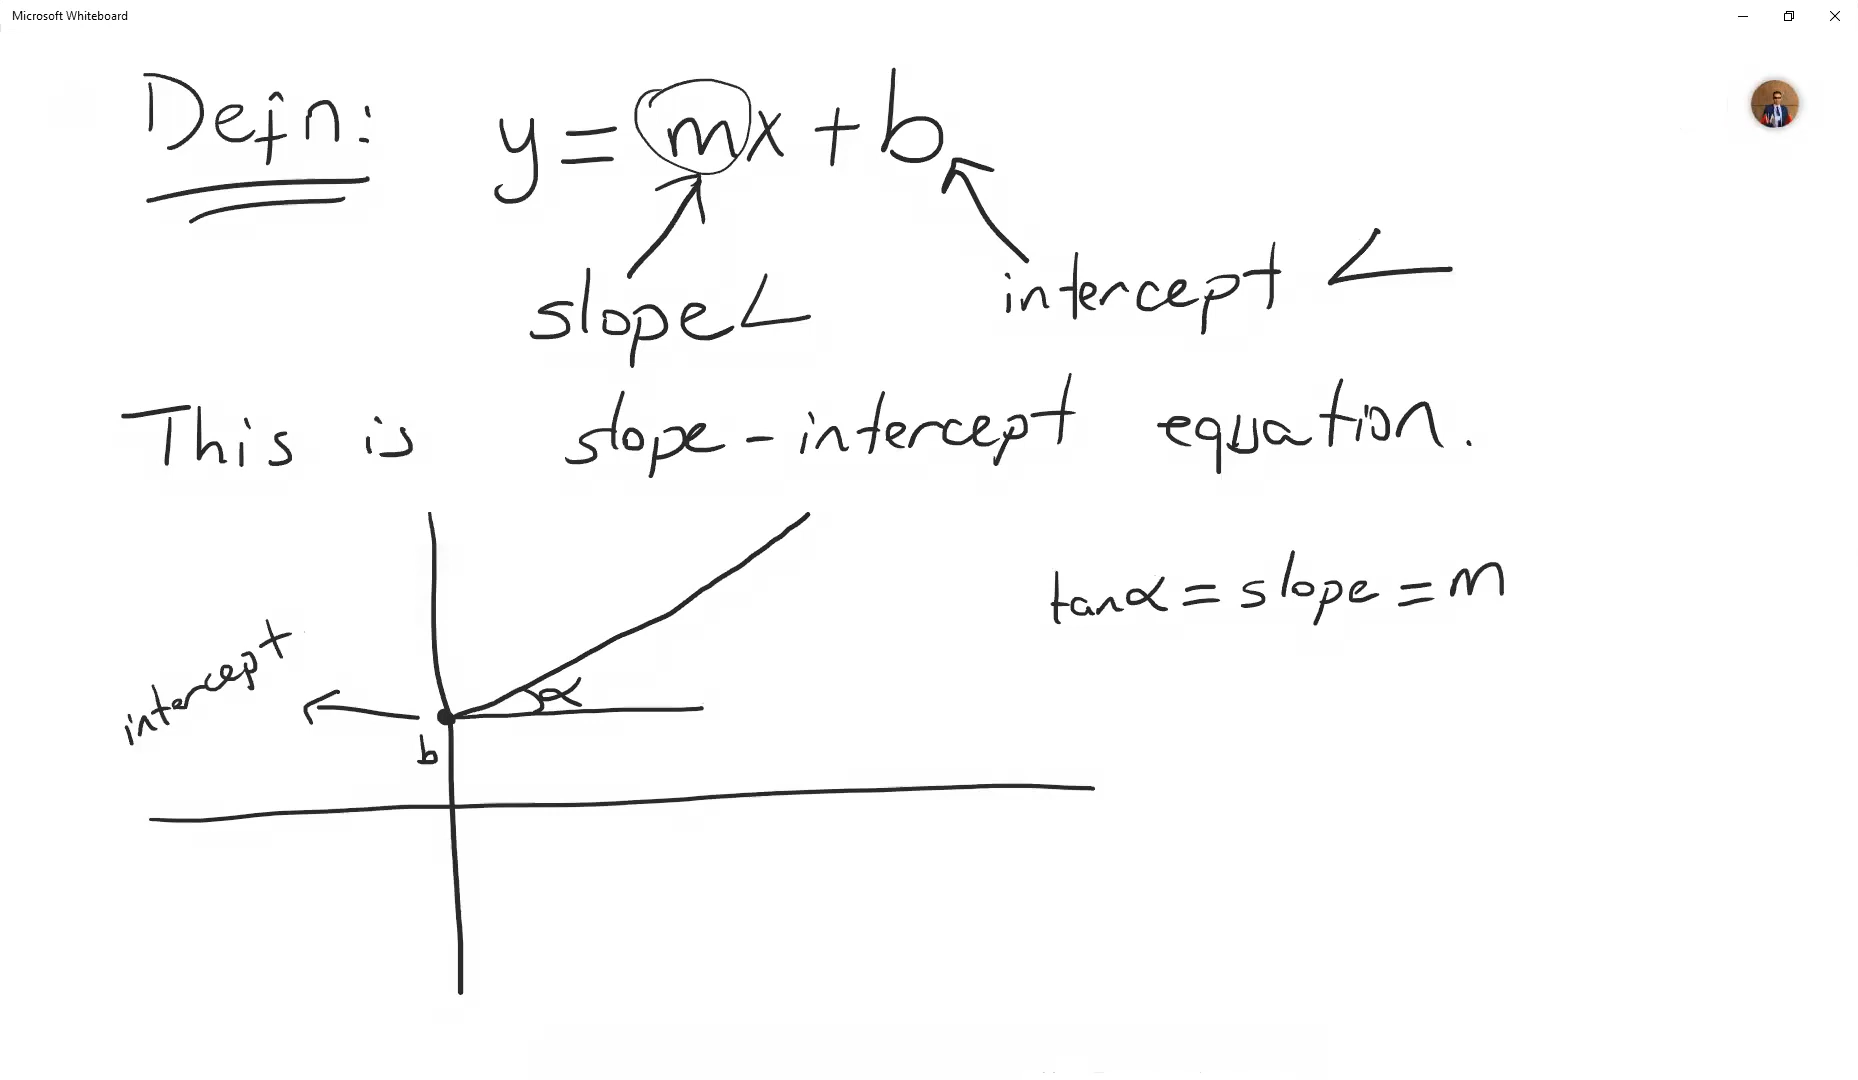 Microsoft Whiteboard
Defn: y = mx + b
slope intercept
This is slope-intercept equation.
tanα = slope = m
intercept
α
b